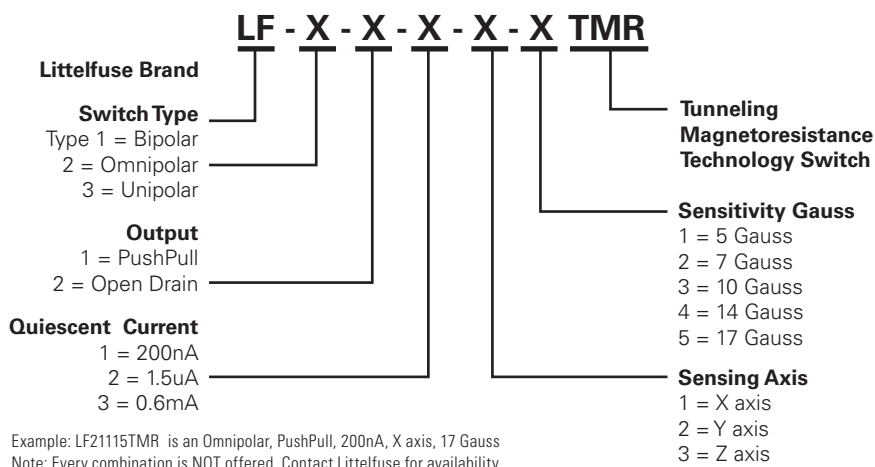 LF - X - X - X - X - X TMR
Littelfuse Brand
Switch Type
Type 1 = Bipolar
2 = Omnipolar
3 = Unipolar
Output
1 = PushPull
2 = Open Drain
Quiescent Current
1 = 200nA
2 = 1.5uA
3 = 0.6mA
Tunneling
Magnetoresistance
Technology Switch
Sensitivity Gauss
1 = 5 Gauss
2 = 7 Gauss
3 = 10 Gauss
4 = 14 Gauss
5 = 17 Gauss
Sensing Axis
1 = X axis
2 = Y axis
3 = Z axis
Example: LF21115TMR is an Omnipolar, PushPull, 200nA, X axis, 17 Gauss
Note: Every combination is NOT offered. Contact Littelfuse for availability